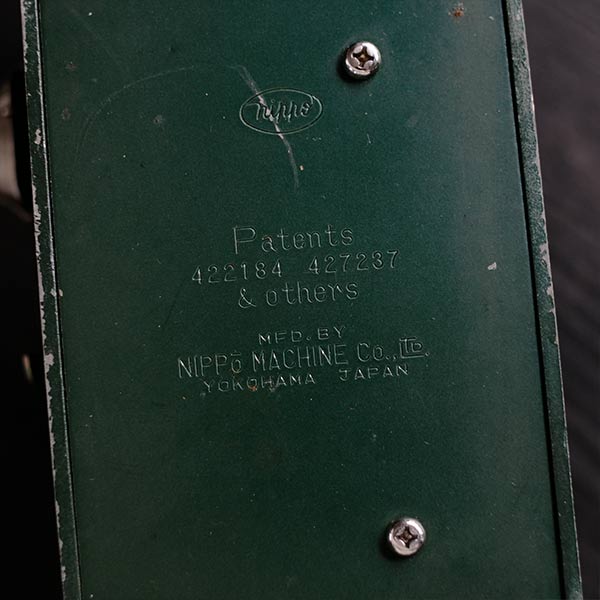 nippo
Patents
422184 427237
& others
MFD. BY
NIPPŌ MACHINE Co., LTD.
YOKOHAMA JAPAN